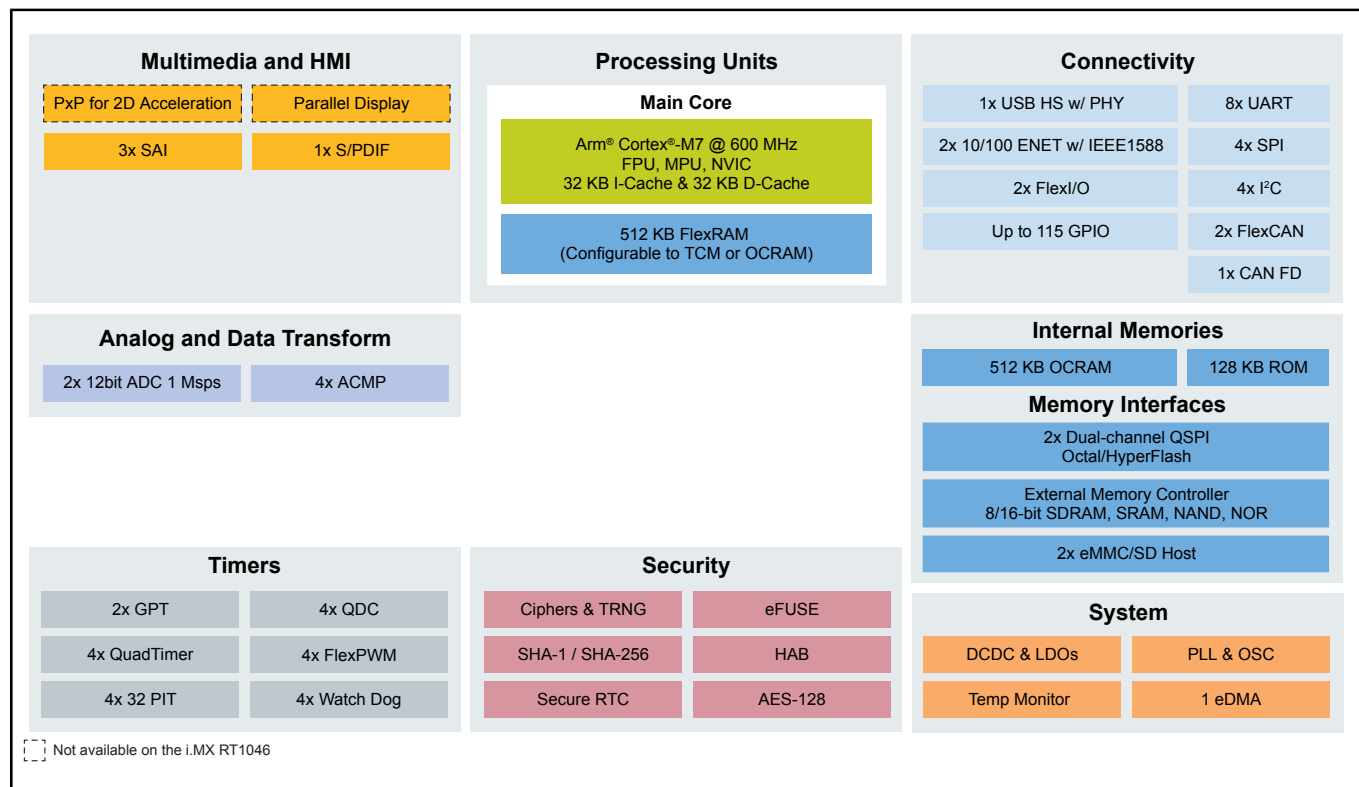 Multimedia and HMI
PxP for 2D Acceleration
Parallel Display
3x SAI
1x S/PDIF
Processing Units
Main Core
Arm® Cortex®-M7 @ 600 MHz
FPU, MPU, NVIC
32 KB I-Cache & 32 KB D-Cache
512 KB FlexRAM
(Configurable to TCM or OCRAM)
Connectivity
1x USB HS w/ PHY
8x UART
2x 10/100 ENET w/ IEEE1588
4x SPI
2x FlexI/O
4x I²C
Up to 115 GPIO
2x FlexCAN
1x CAN FD
Analog and Data Transform
2x 12bit ADC 1 Msps
4x ACMP
Internal Memories
512 KB OCRAM
128 KB ROM
Memory Interfaces
2x Dual-channel QSPI
Octal/HyperFlash
External Memory Controller
8/16-bit SDRAM, SRAM, NAND, NOR
2x eMMC/SD Host
Timers
2x GPT
4x QDC
4x QuadTimer
4x FlexPWM
4x 32 PIT
4x Watch Dog
Security
Ciphers & TRNG
eFUSE
SHA-1 / SHA-256
HAB
Secure RTC
AES-128
System
DCDC & LDOs
PLL & OSC
Temp Monitor
1 eDMA
Not available on the i.MX RT1046